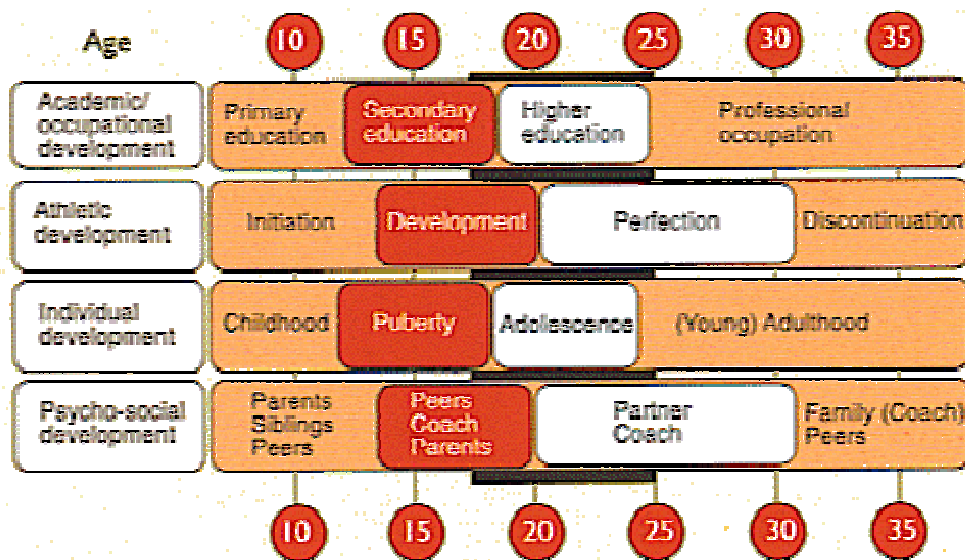 Age
10 15 20 25 30 35
Academic/
occupational
development
Primary
education
Secondary
education
Higher
education
Professional
occupation
Athletic
development
Initiation
Development
Perfection
Discontinuation
Individual
development
Childhood
Puberty
Adolescence
(Young) Adulthood
Psycho-social
development
Parents
Siblings
Peers
Peers
Coach
Parents
Partner
Coach
Family (Coach)
Peers
10 15 20 25 30 35